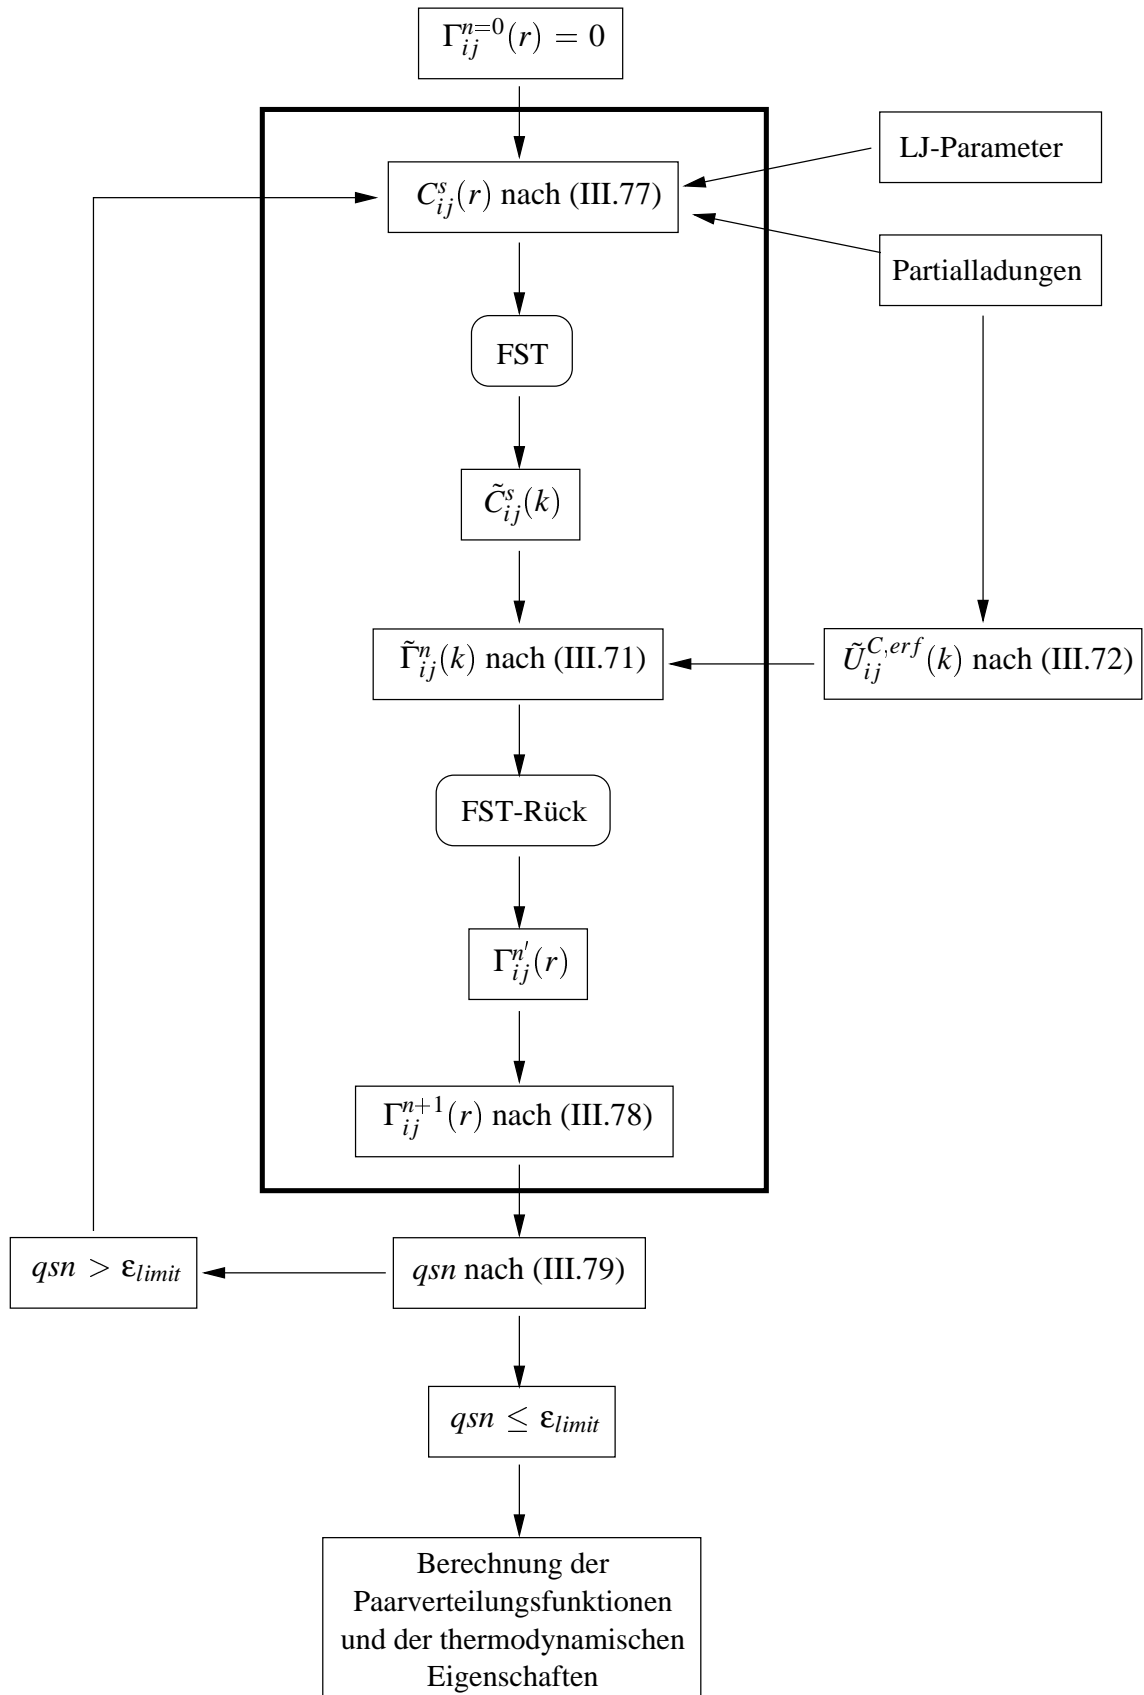 Γ_{ij}^{n=0}(r) = 0
LJ-Parameter
C_{ij}^{s}(r) nach (III.77)
Partialladungen
FST
C̃_{ij}^{s}(k)
Γ̃_{ij}^{n}(k) nach (III.71)
Ũ_{ij}^{C,erf}(k) nach (III.72)
FST-Rück
Γ_{ij}^{n'}(r)
Γ_{ij}^{n+1}(r) nach (III.78)
qsn > ε_{limit}
qsn nach (III.79)
qsn ≤ ε_{limit}
Berechnung der
Paarverteilungsfunktionen
und der thermodynamischen
Eigenschaften